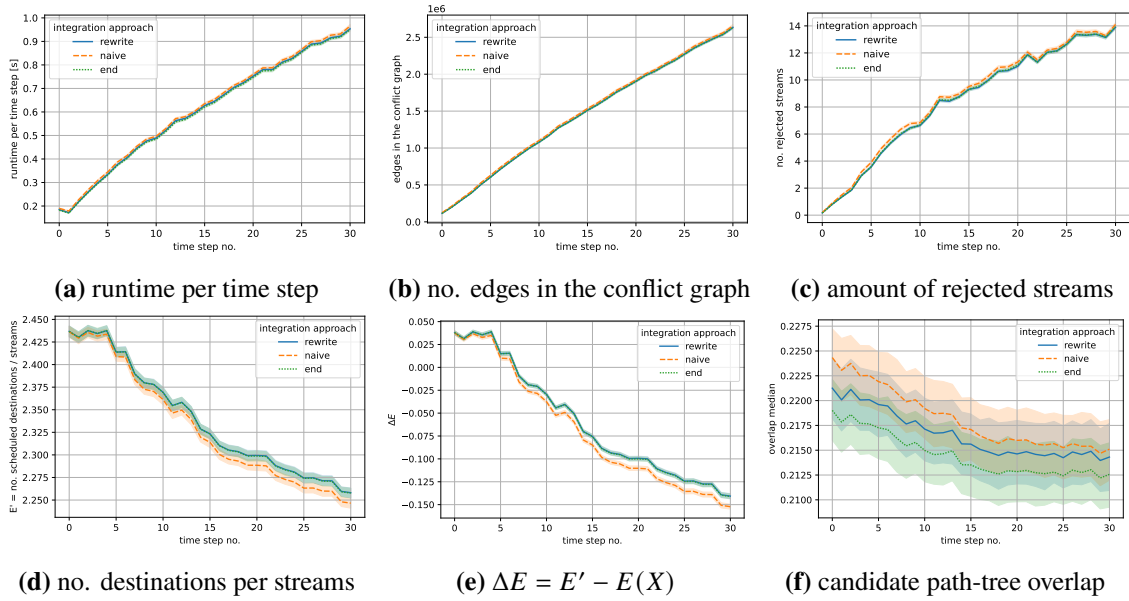 1e6
integration approach
rewrite
naive
end
1.0
0.9
0.8
0.7
0.6
0.5
0.4
0.3
0.2
runtime per time step [s]
0 5 10 15 20 25 30
time step no.
integration approach
rewrite
naive
end
2.5
2.0
1.5
1.0
0.5
0.0
edges in the conflict graph
0 5 10 15 20 25 30
time step no.
integration approach
rewrite
naive
end
14
12
10
8
6
4
2
0
no. rejected streams
0 5 10 15 20 25 30
time step no.
(a) runtime per time step
(b) no. edges in the conflict graph
(c) amount of rejected streams
integration approach
rewrite
naive
end
2.450
2.425
2.400
2.375
2.350
2.325
2.300
2.275
2.250
E' = no. scheduled destinations / streams
0 5 10 15 20 25 30
time step no.
integration approach
rewrite
naive
end
0.050
0.025
0.000
−0.025
−0.050
−0.075
−0.100
−0.125
−0.150
ΔE
0 5 10 15 20 25 30
time step no.
integration approach
rewrite
naive
end
0.2275
0.2250
0.2225
0.2200
0.2175
0.2150
0.2125
0.2100
overlap median
0 5 10 15 20 25 30
time step no.
(d) no. destinations per streams
(e) ΔE = E′ − E(X)
(f) candidate path-tree overlap